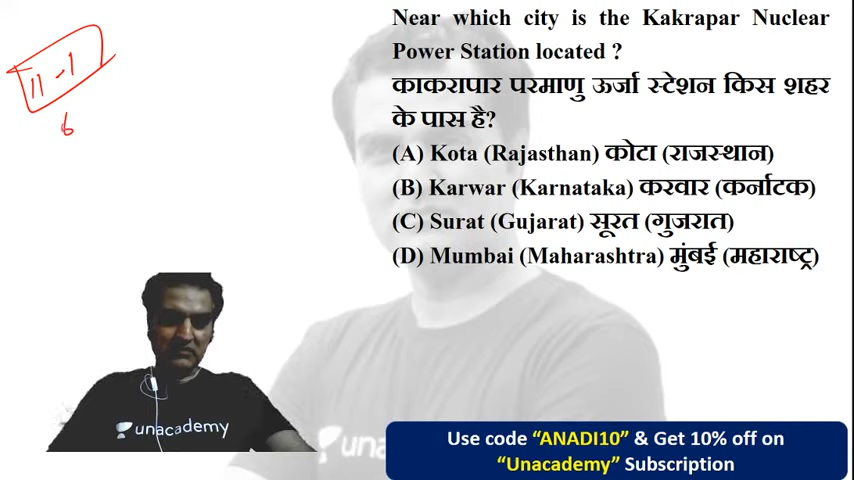 11-1
6
Near which city is the Kakrapar Nuclear
Power Station located ?
काकरापार परमाणु ऊर्जा स्टेशन किस शहर
के पास है?
(A) Kota (Rajasthan) कोटा (राजस्थान)
(B) Karwar (Karnataka) करवार (कर्नाटक)
(C) Surat (Gujarat) सूरत (गुजरात)
(D) Mumbai (Maharashtra) मुंबई (महाराष्ट्र)
unacademy
una
Use code “ANADI10” & Get 10% off on
“Unacademy” Subscription